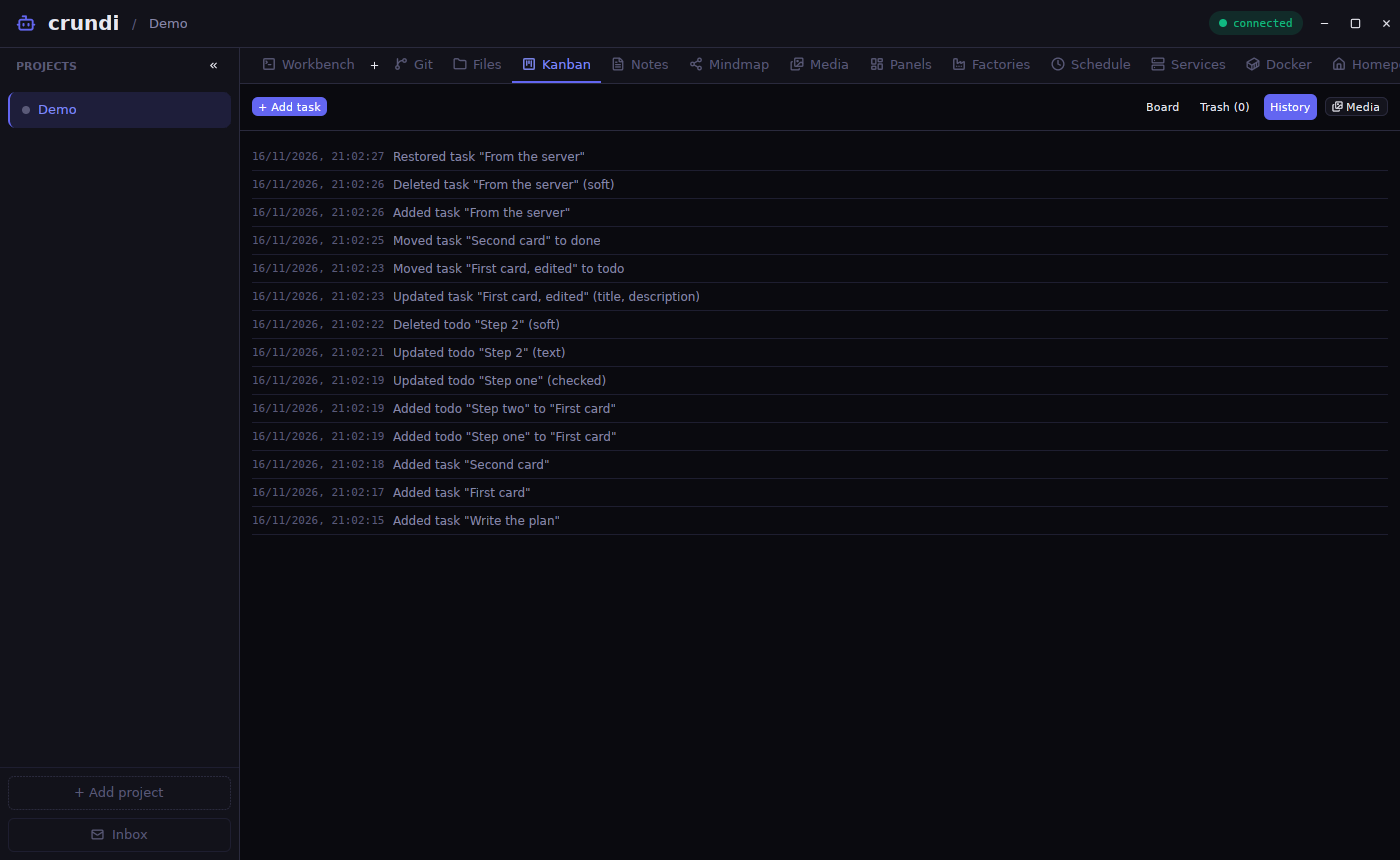 crundi / Demo
connected
PROJECTS «
Workbench + Git Files Kanban Notes Mindmap Media Panels Factories Schedule Services Docker
Demo
+ Add task Board Trash (0) History Media
16/11/2026, 21:02:27 Restored task "From the server"
16/11/2026, 21:02:26 Deleted task "From the server" (soft)
16/11/2026, 21:02:26 Added task "From the server"
16/11/2026, 21:02:25 Moved task "Second card" to done
16/11/2026, 21:02:23 Moved task "First card, edited" to todo
16/11/2026, 21:02:23 Updated task "First card, edited" (title, description)
16/11/2026, 21:02:22 Deleted todo "Step 2" (soft)
16/11/2026, 21:02:21 Updated todo "Step 2" (text)
16/11/2026, 21:02:19 Updated todo "Step one" (checked)
16/11/2026, 21:02:19 Added todo "Step two" to "First card"
16/11/2026, 21:02:19 Added todo "Step one" to "First card"
16/11/2026, 21:02:18 Added task "Second card"
16/11/2026, 21:02:17 Added task "First card"
16/11/2026, 21:02:15 Added task "Write the plan"
+ Add project
Inbox